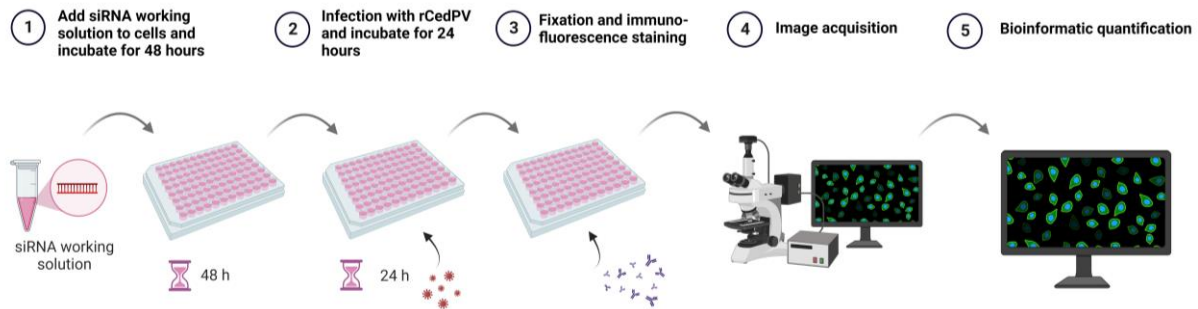 1
Add siRNA working
solution to cells and
incubate for 48 hours
2
Infection with rCedPV
and incubate for 24
hours
3
Fixation and immuno-
fluorescence staining
4
Image acquisition
5
Bioinformatic quantification
siRNA working
solution
48 h
24 h